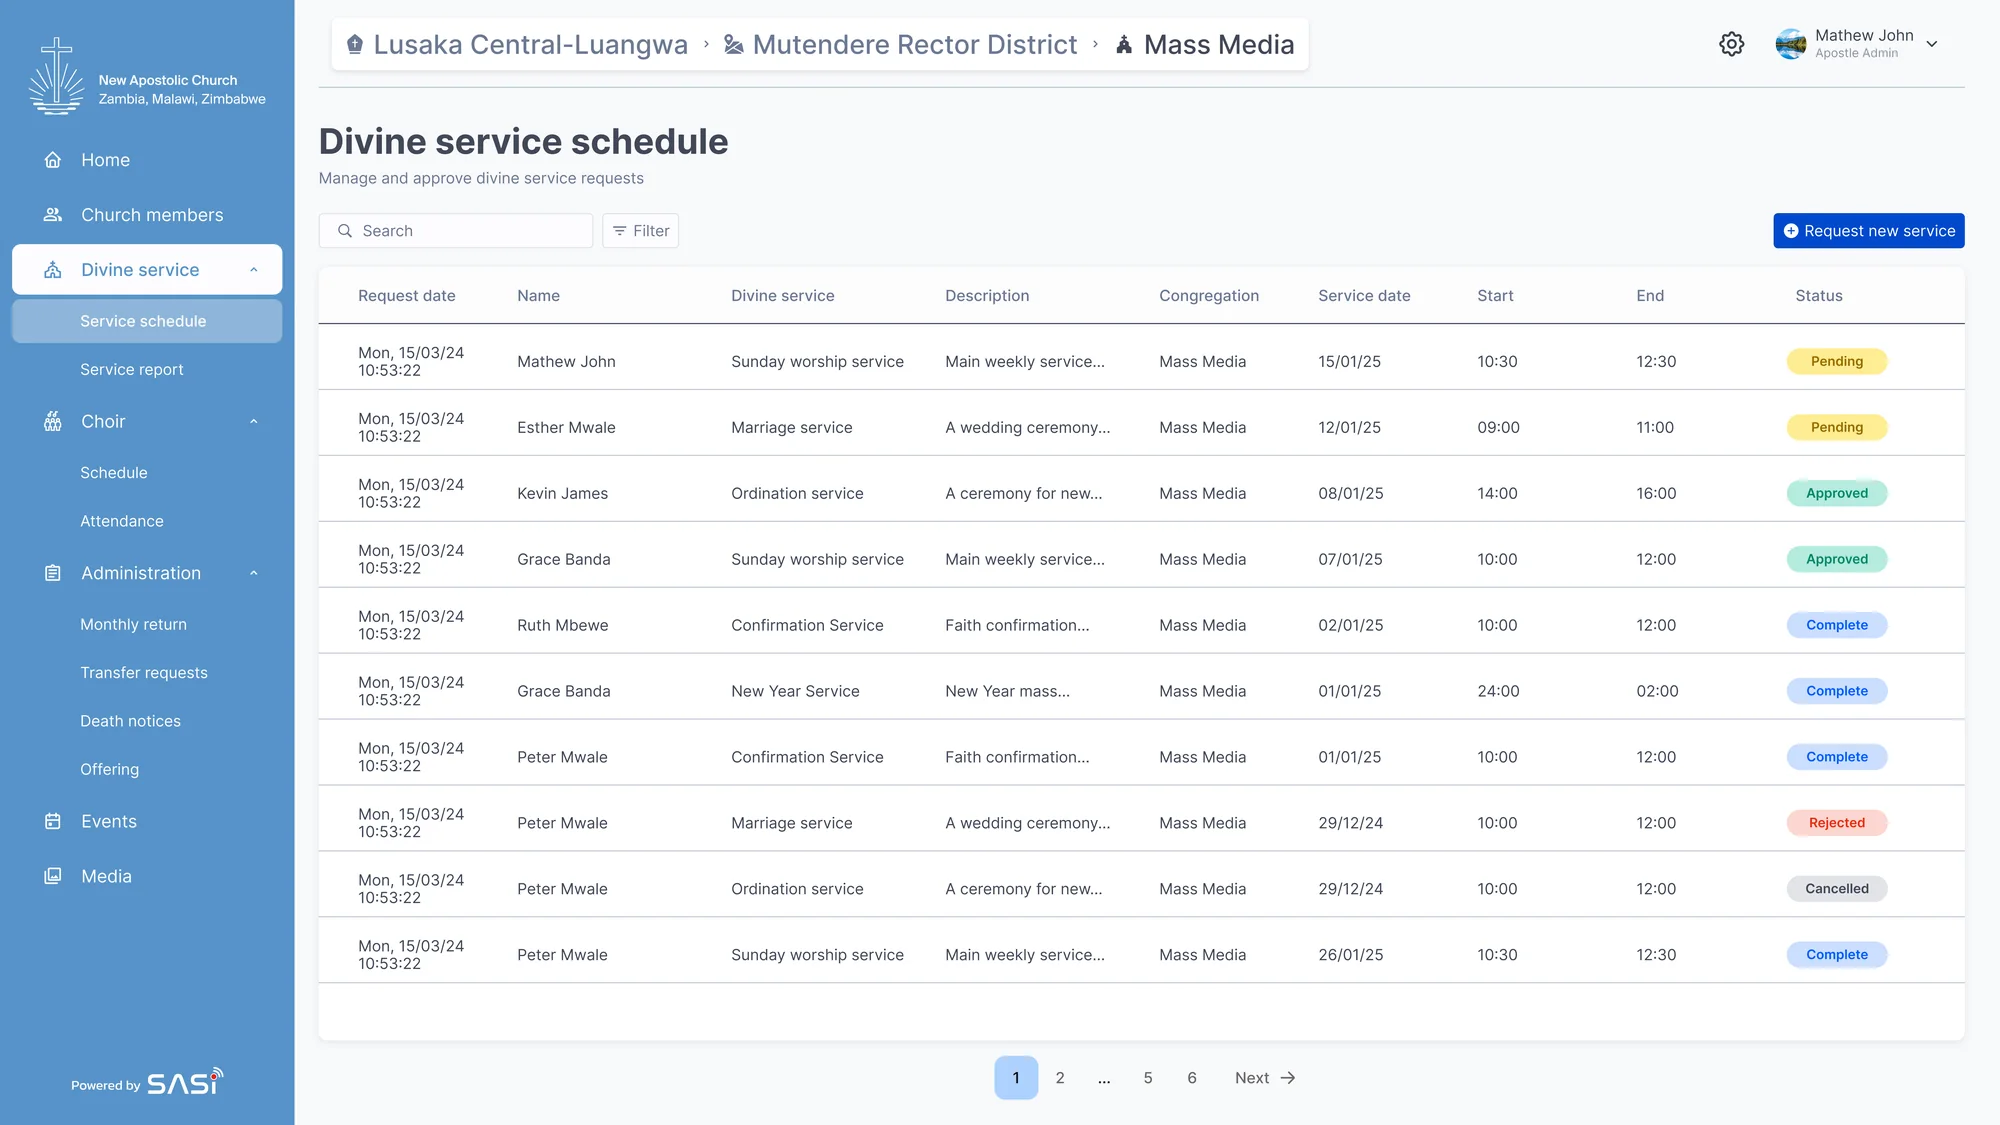 New Apostolic Church
Zambia, Malawi, Zimbabwe
Home
Church members
Divine service
Service schedule
Service report
Choir
Schedule
Attendance
Administration
Monthly return
Transfer requests
Death notices
Offering
Events
Media
Powered by SASi
Lusaka Central-Luangwa › Mutendere Rector District › Mass Media
Mathew John
Apostle Admin
Divine service schedule
Manage and approve divine service requests
Search
Filter
Request new service
Request date Name Divine service Description Congregation Service date Start End Status
Mon, 15/03/24
10:53:22
Mathew John Sunday worship service Main weekly service... Mass Media 15/01/25 10:30 12:30 Pending
Mon, 15/03/24
10:53:22
Esther Mwale Marriage service A wedding ceremony... Mass Media 12/01/25 09:00 11:00 Pending
Mon, 15/03/24
10:53:22
Kevin James Ordination service A ceremony for new... Mass Media 08/01/25 14:00 16:00 Approved
Mon, 15/03/24
10:53:22
Grace Banda Sunday worship service Main weekly service... Mass Media 07/01/25 10:00 12:00 Approved
Mon, 15/03/24
10:53:22
Ruth Mbewe Confirmation Service Faith confirmation... Mass Media 02/01/25 10:00 12:00 Complete
Mon, 15/03/24
10:53:22
Grace Banda New Year Service New Year mass... Mass Media 01/01/25 24:00 02:00 Complete
Mon, 15/03/24
10:53:22
Peter Mwale Confirmation Service Faith confirmation... Mass Media 01/01/25 10:00 12:00 Complete
Mon, 15/03/24
10:53:22
Peter Mwale Marriage service A wedding ceremony... Mass Media 29/12/24 10:00 12:00 Rejected
Mon, 15/03/24
10:53:22
Peter Mwale Ordination service A ceremony for new... Mass Media 29/12/24 10:00 12:00 Cancelled
Mon, 15/03/24
10:53:22
Peter Mwale Sunday worship service Main weekly service... Mass Media 26/01/25 10:30 12:30 Complete
1 2 ... 5 6 Next →